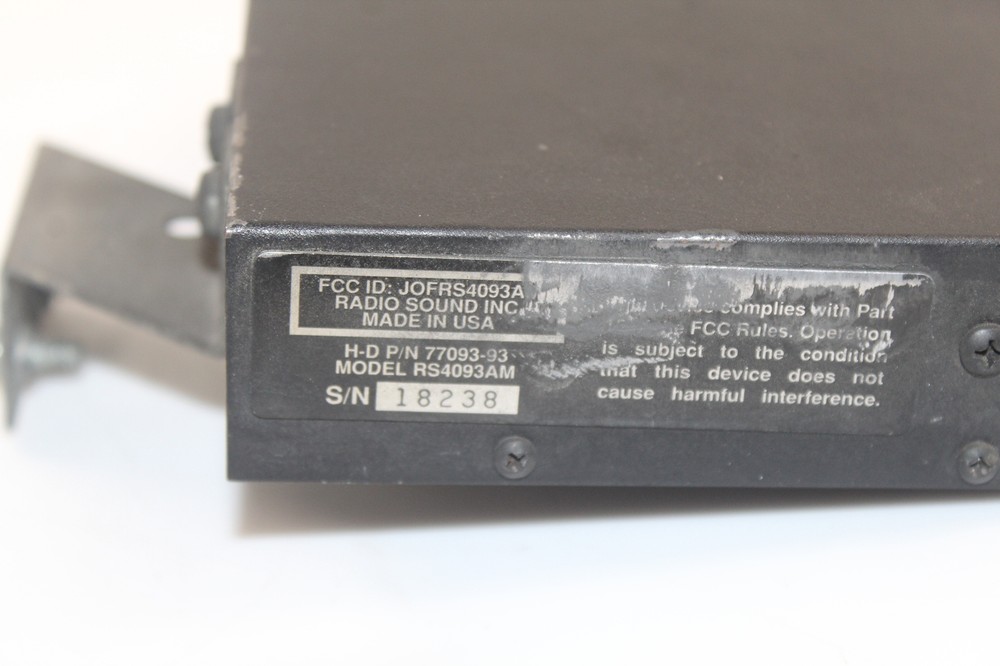 FCC ID: JOFRS4093A
RADIO SOUND INC.
MADE IN USA
H-D P/N 77093-93
MODEL RS4093AM
S/N 18238
complies with Part
FCC Rules. Operation
is subject to the condition
that this device does not
cause harmful interference.